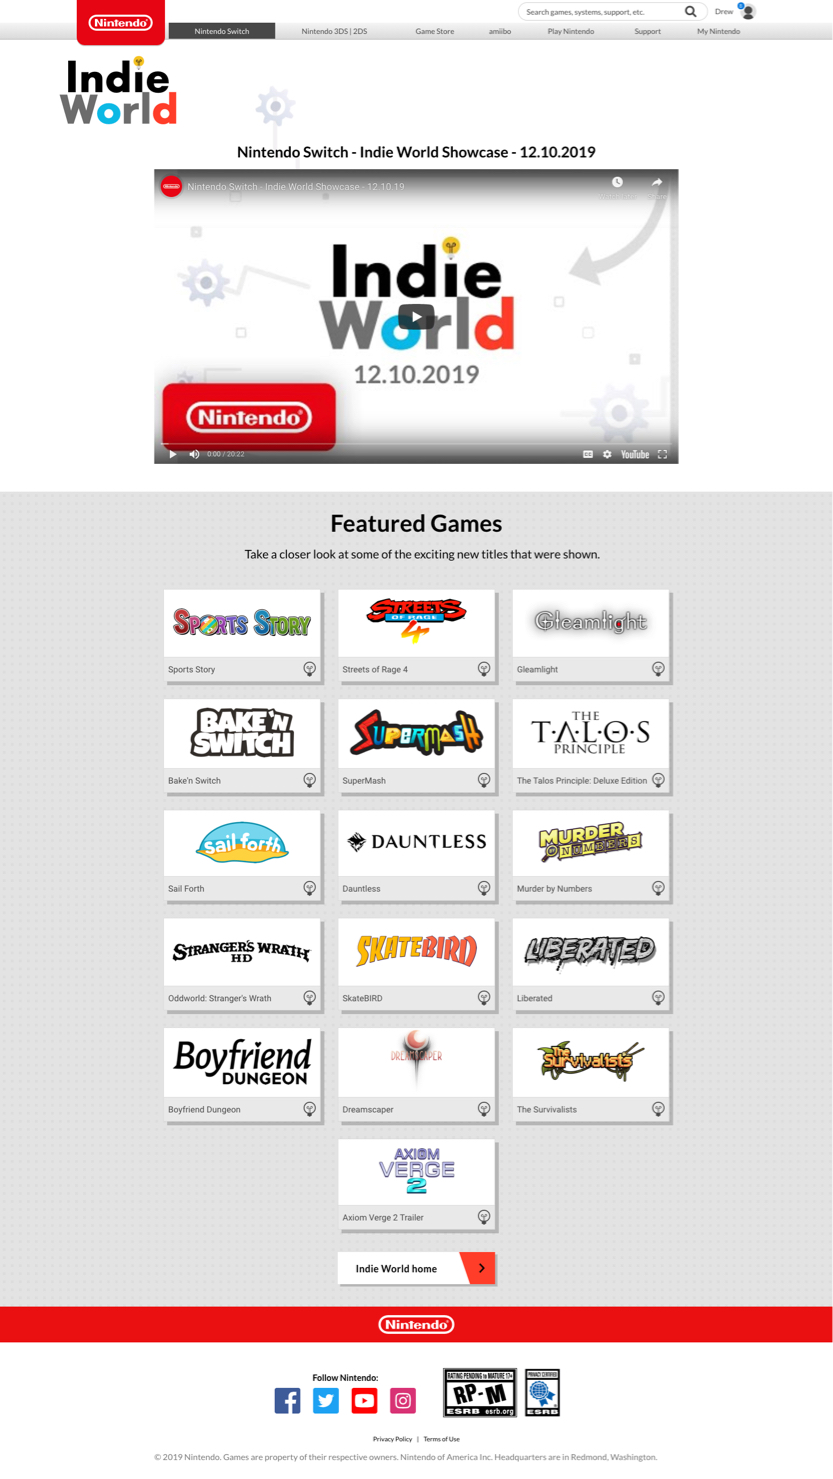 Nintendo
Search games, systems, support, etc.
Drew
Nintendo Switch
Nintendo 3DS | 2DS
Game Store
amiibo
Play Nintendo
Support
My Nintendo
Indie
World
Nintendo Switch - Indie World Showcase - 12.10.2019
Nintendo Switch - Indie World Showcase - 12.10.19
Indie
World
12.10.2019
Nintendo
0:00 / 20:22
CC
YouTube
Featured Games
Take a closer look at some of the exciting new titles that were shown.
SPORTS STORY
STREETS
OF RAGE
4
Gleamlight
Sports Story
Streets of Rage 4
Gleamlight
BAKE'N
SWITCH
SUPERMASH
THE
T·A·L·O·S
PRINCIPLE
Bake'n Switch
SuperMash
The Talos Principle: Deluxe Edition
sail forth
DAUNTLESS
MURDER
BY NUMBERS
Sail Forth
Dauntless
Murder by Numbers
STRANGER'S WRATH
HD
SKATEBIRD
LIBERATED
Oddworld: Stranger's Wrath
SkateBIRD
Liberated
Boyfriend
DUNGEON
DREAMSCAPER
The
Survivalists
Boyfriend Dungeon
Dreamscaper
The Survivalists
AXIOM
VERGE
2
Axiom Verge 2 Trailer
Indie World home
Nintendo
Follow Nintendo:
RATING PENDING to MATURE 17+
RP-M
ESRB esrb.org
PRIVACY CERTIFIED
ESRB
Privacy Policy | Terms of Use
© 2019 Nintendo. Games are property of their respective owners. Nintendo of America Inc. Headquarters are in Redmond, Washington.